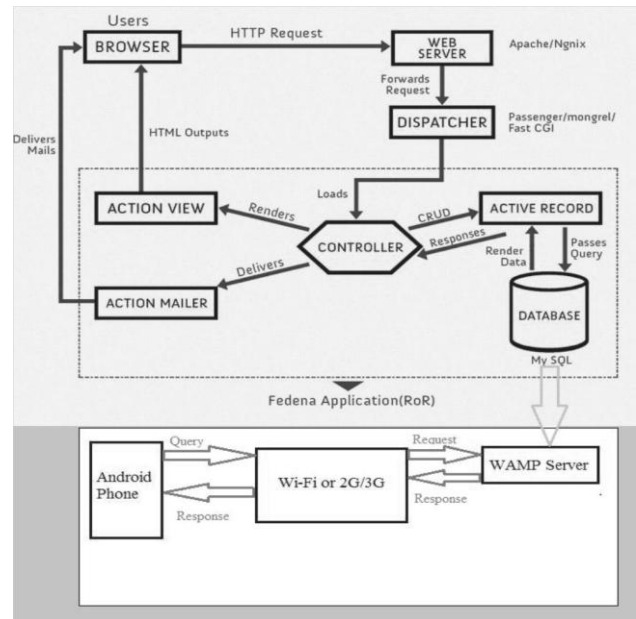 Users
BROWSER
HTTP Request
WEB
SERVER
Apache/Ngnix
Forwards
Request
DISPATCHER
Passenger/mongrel/
Fast CGI
Delivers
Mails
HTML Outputs
Loads
ACTION VIEW
Renders
CONTROLLER
CRUD
ACTIVE RECORD
Responses
Render
Data
Passes
Query
Delivers
ACTION MAILER
DATABASE
My SQL
Fedena Application(RoR)
Query
Request
Android
Phone
Wi-Fi or 2G/3G
WAMP Server
Response
Response